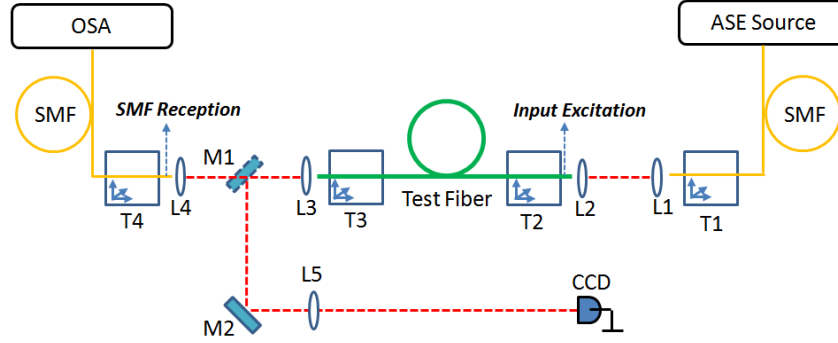 OSA
ASE Source
SMF
SMF Reception
Input Excitation
SMF
M1
T4
L4
L3
T3
Test Fiber
T2
L2
L1
T1
L5
CCD
M2